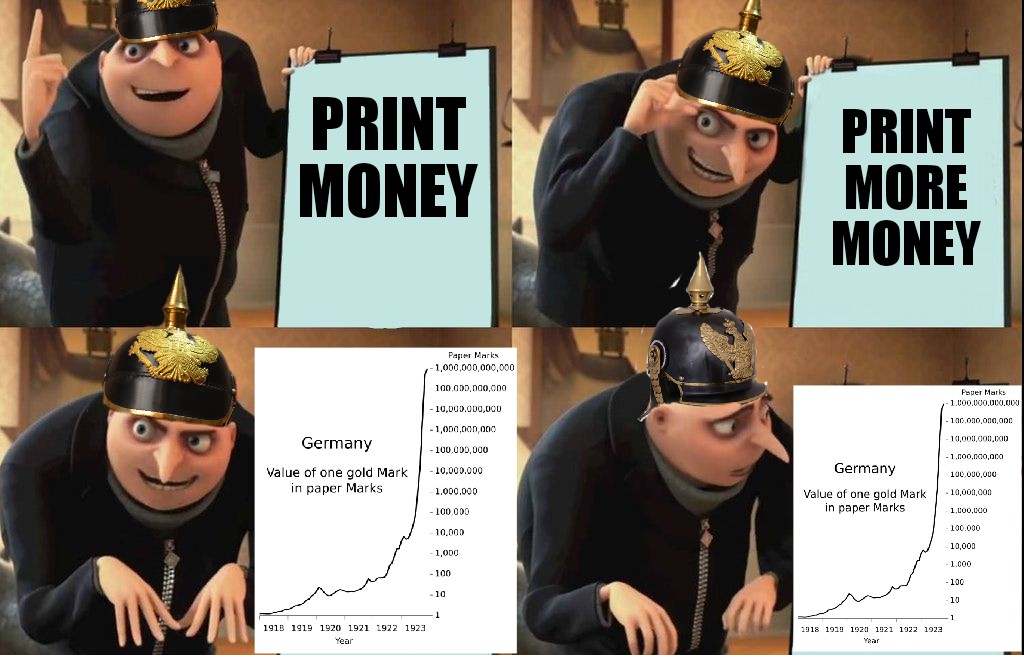 PRINT
MONEY
PRINT
MORE
MONEY
Paper Marks
1,000,000,000,000
100,000,000,000
10,000,000,000
1,000,000,000
100,000,000
10,000,000
1,000,000
100,000
10,000
1,000
100
10
1
Germany
Value of one gold Mark
in paper Marks
1918 1919 1920 1921 1922 1923
Year
Paper Marks
1,000,000,000,000
100,000,000,000
10,000,000,000
1,000,000,000
100,000,000
10,000,000
1,000,000
100,000
10,000
1,000
100
10
1
Germany
Value of one gold Mark
in paper Marks
1918 1919 1920 1921 1922 1923
Year